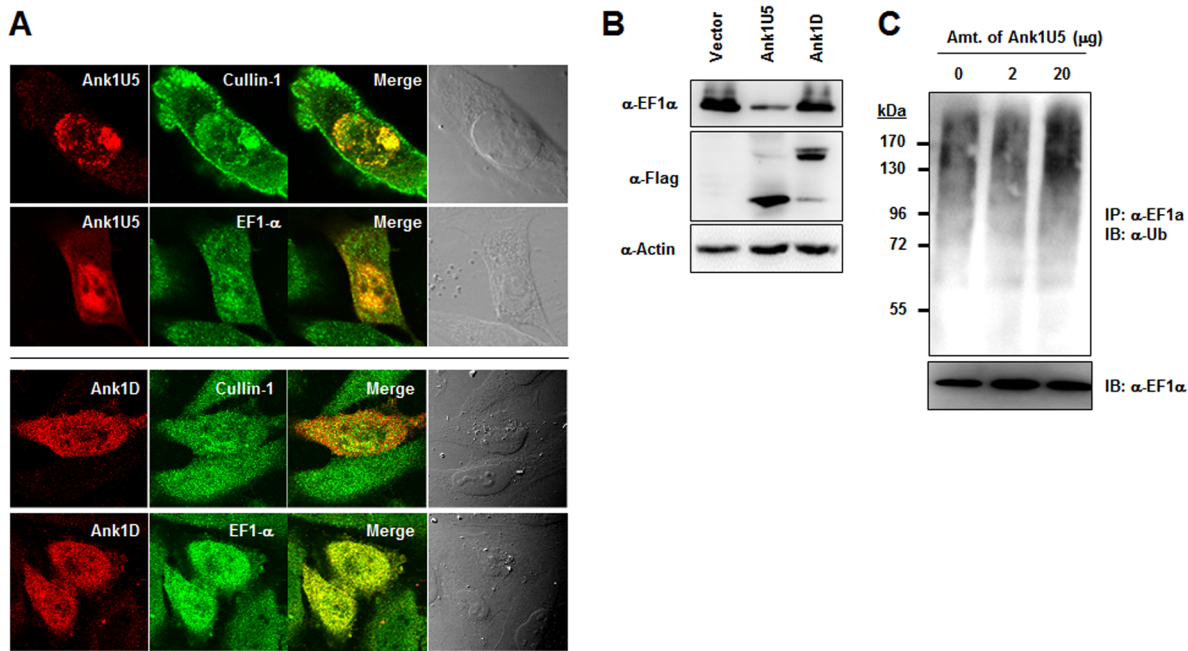 A
Ank1U5 Cullin-1 Merge
Ank1U5 EF1-α Merge
Ank1D Cullin-1 Merge
Ank1D EF1-α Merge
B
Vector Ank1U5 Ank1D
α-EF1α
α-Flag
α-Actin
C
Amt. of Ank1U5 (μg)
0 2 20
kDa
170
130
96
72
55
IP: α-EF1a
IB: α-Ub
IB: α-EF1α